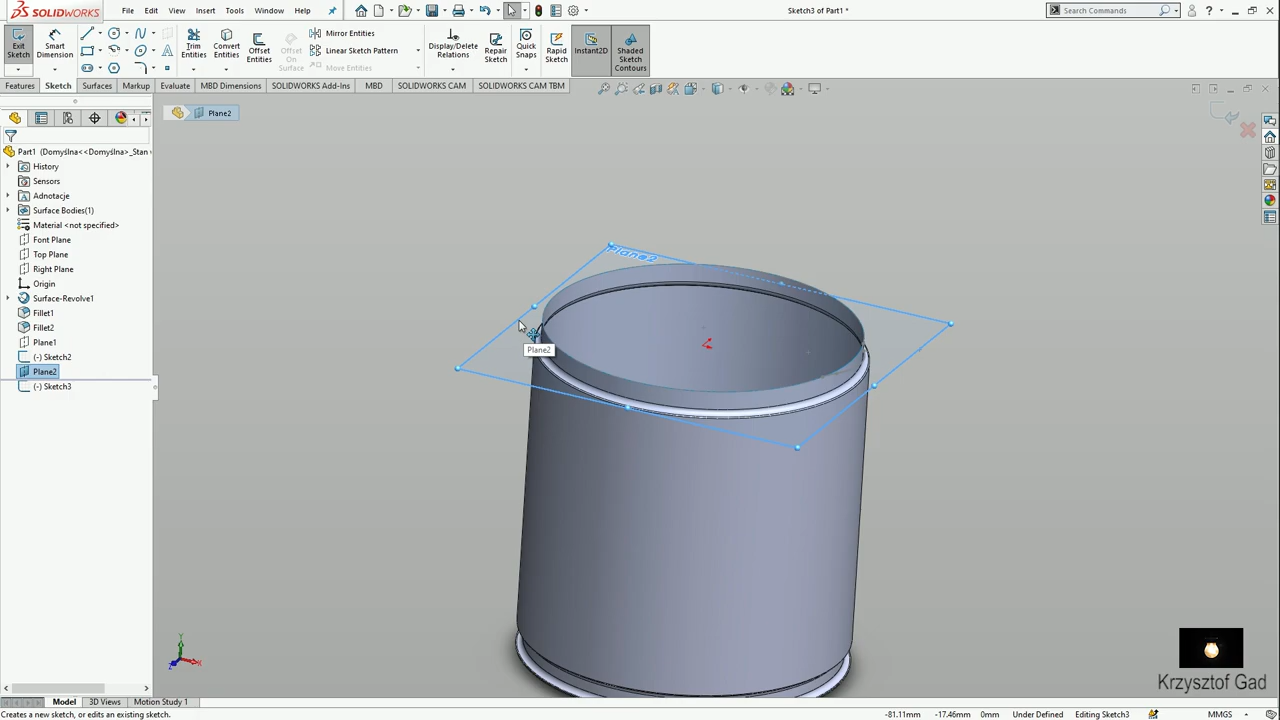 SOLIDWORKS
File Edit View Insert Tools Window
Sketch3 of Part1 *
Search Commands
Exit Sketch
Smart Dimension
Trim Entities
Convert Entities
Offset Entities
Offset On Surface
Mirror Entities
Linear Sketch Pattern
Move Entities
Display/Delete Relations
Repair Sketch
Quick Snaps
Rapid Sketch
Instant2D
Shaded Sketch Contours
Features Sketch Surfaces Markup Evaluate MBD Dimensions SOLIDWORKS Add-Ins MBD SOLIDWORKS CAM SOLIDWORKS CAM TBM
Plane2
Part1 (Domyślna<<Domyślna>_Stan
History
Sensors
Adnotacje
Surface Bodies(1)
Material <not specified>
Font Plane
Top Plane
Right Plane
Origin
Surface-Revolve1
Fillet1
Fillet2
Plane1
(-) Sketch2
Plane2
(-) Sketch3
Plane2
Plane2
Y
X
Z
Krzysztof Gad
Model 3D Views Motion Study 1
Creates a new sketch, or edits an existing sketch.
-81.11mm -17.46mm 0mm Under Defined Editing Sketch3 MMGS